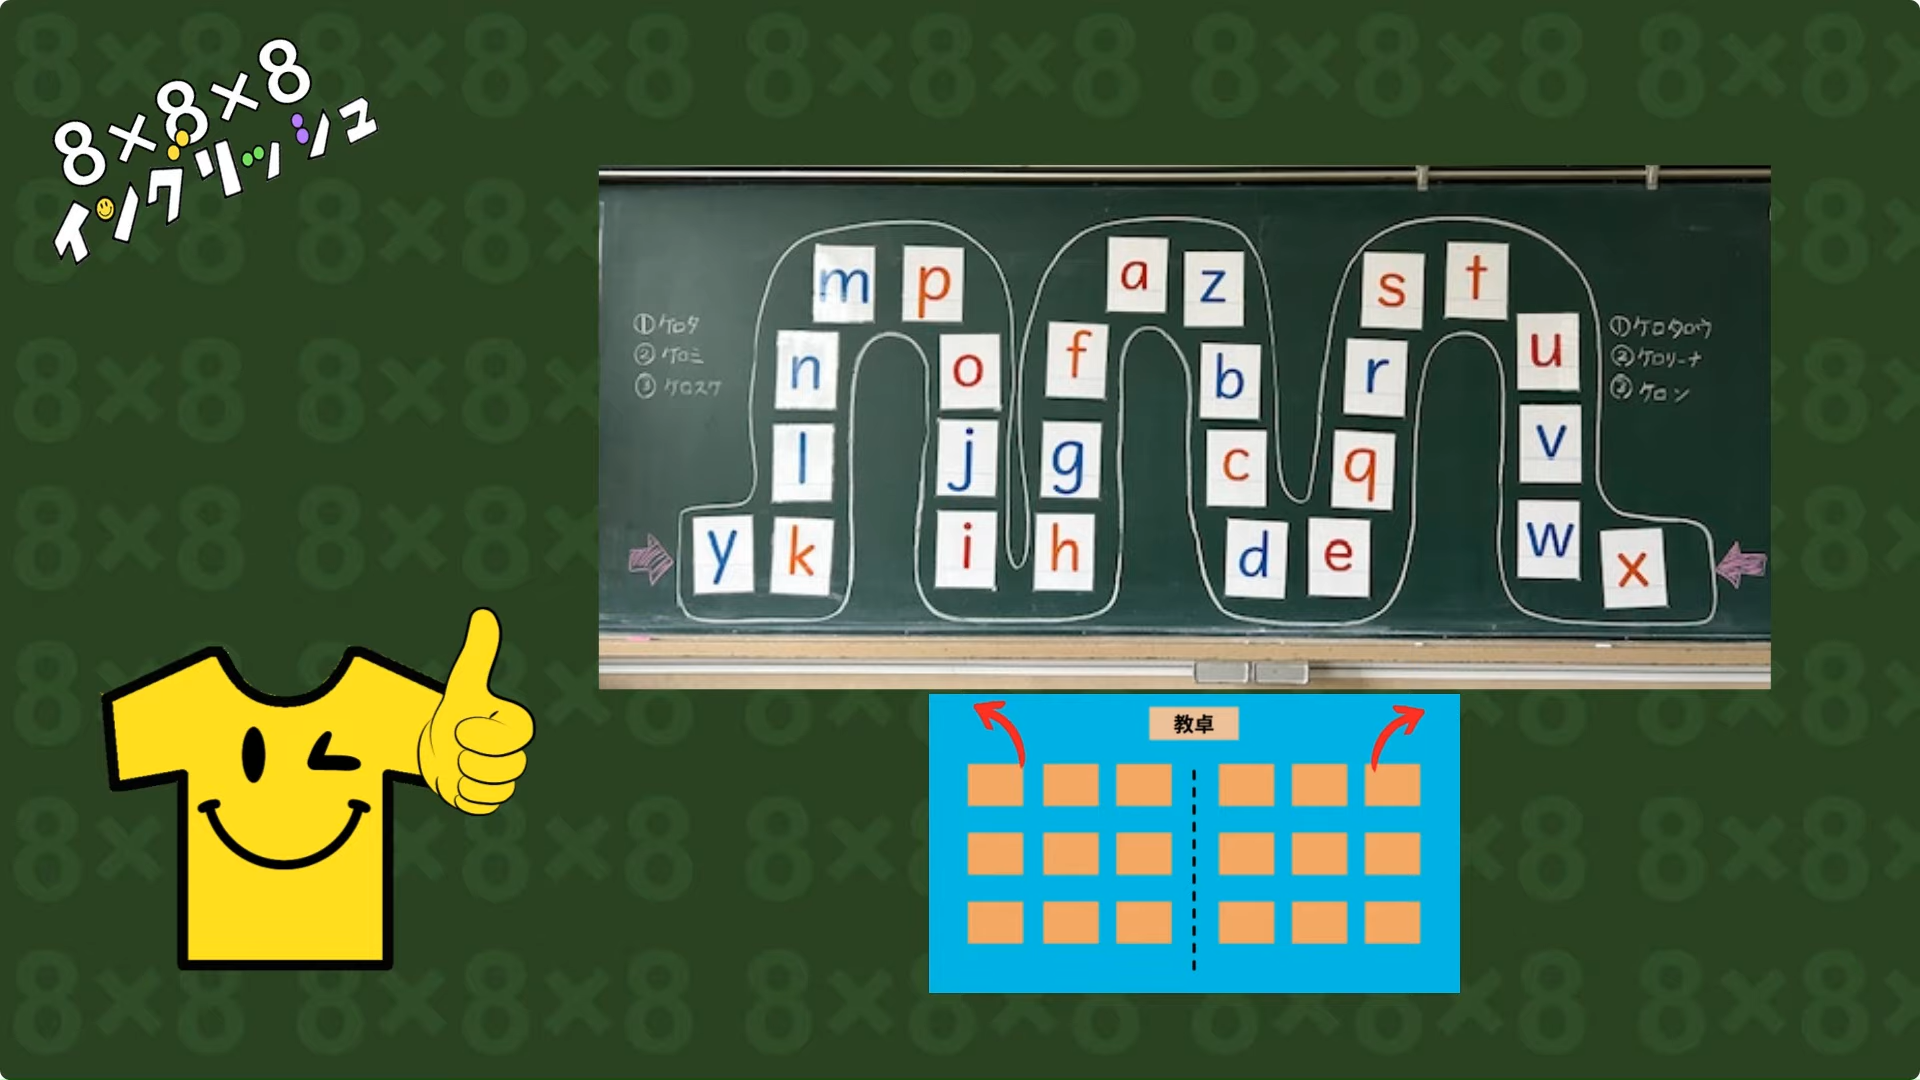 8×8×8
イングリッシュ
m p a z s t
n o f b r u
l j g c q v
y k i h d e w x
①ケロタ
②ケロミ
③ケロスケ
①ケロタロウ
②ケロリーナ
③ケロン
教卓